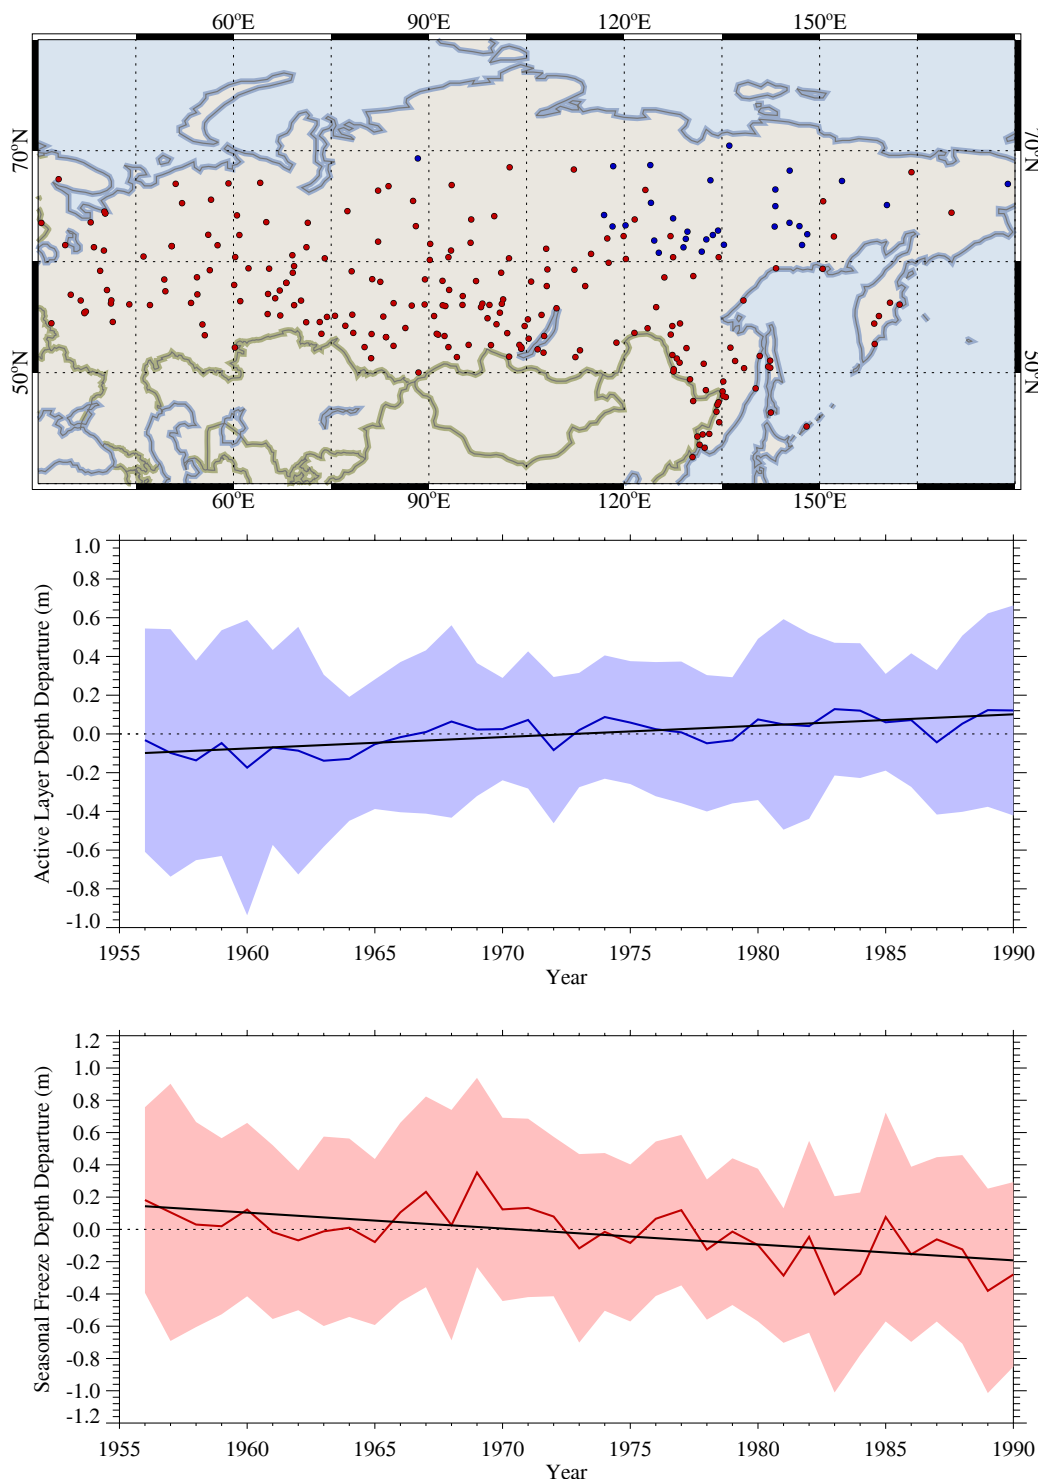 60°E 90°E 120°E 150°E
70°N 70°N
50°N 50°N
60°E 90°E 120°E 150°E
1.0
0.8
0.6
0.4
0.2
0.0
-0.2
-0.4
-0.6
-0.8
-1.0
Active Layer Depth Departure (m)
1955 1960 1965 1970 1975 1980 1985 1990
Year
1.2
1.0
0.8
0.6
0.4
0.2
0.0
-0.2
-0.4
-0.6
-0.8
-1.0
-1.2
Seasonal Freeze Depth Departure (m)
1955 1960 1965 1970 1975 1980 1985 1990
Year